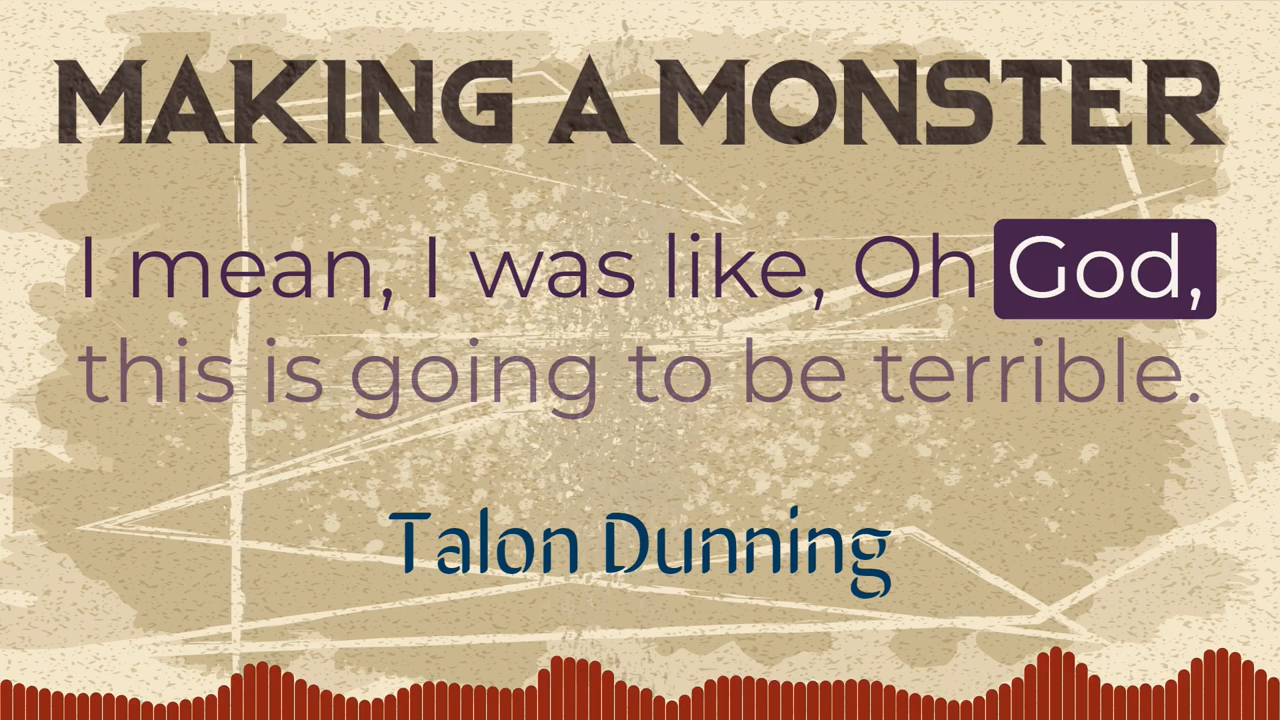 MAKING A MONSTER
I mean, I was like, Oh God,
this is going to be terrible.
Talon Dunning